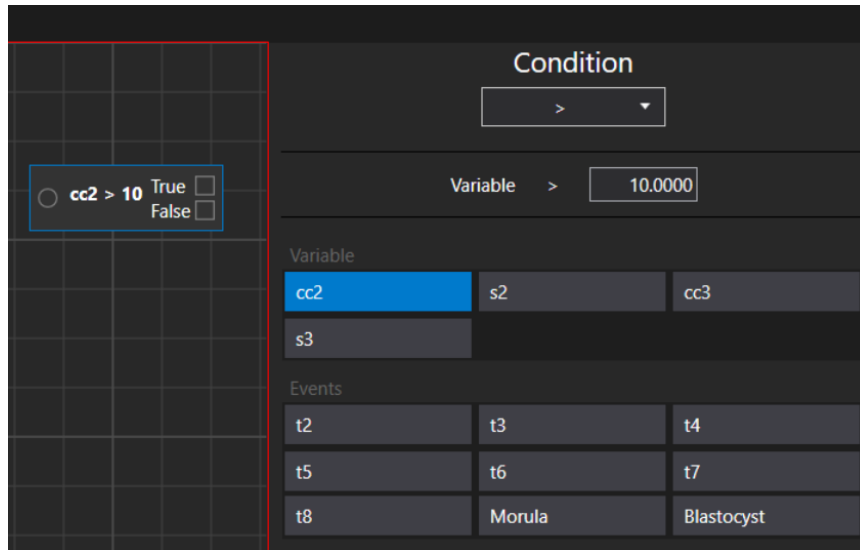 Condition
>
cc2 > 10 True
False
Variable > 10.0000
Variable
cc2 s2 cc3
s3
Events
t2 t3 t4
t5 t6 t7
t8 Morula Blastocyst